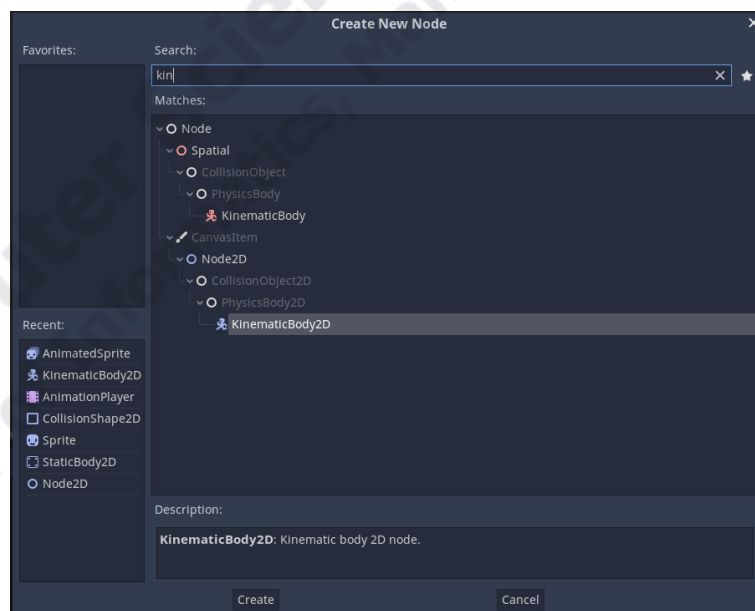 Create New Node
Favorites:
Search:
kin
Matches:
Node
Spatial
CollisionObject
PhysicsBody
KinematicBody
CanvasItem
Node2D
CollisionObject2D
PhysicsBody2D
KinematicBody2D
Recent:
AnimatedSprite
KinematicBody2D
AnimationPlayer
CollisionShape2D
Sprite
StaticBody2D
Node2D
Description:
KinematicBody2D: Kinematic body 2D node.
Create
Cancel